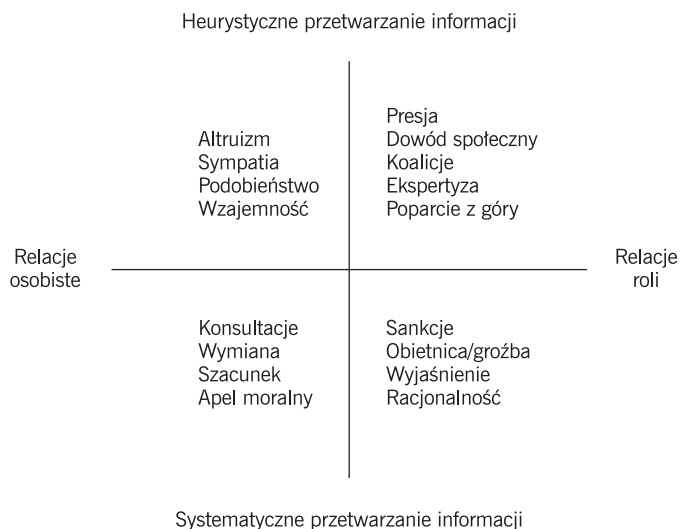 Heurystyczne przetwarzanie informacji
Altruizm
Sympatia
Podobieństwo
Wzajemność
Presja
Dowód społeczny
Koalicje
Ekspertyza
Poparcie z góry
Relacje
osobiste
Relacje
roli
Konsultacje
Wymiana
Szacunek
Apel moralny
Sankcje
Obietnica/groźba
Wyjaśnienie
Racjonalność
Systematyczne przetwarzanie informacji